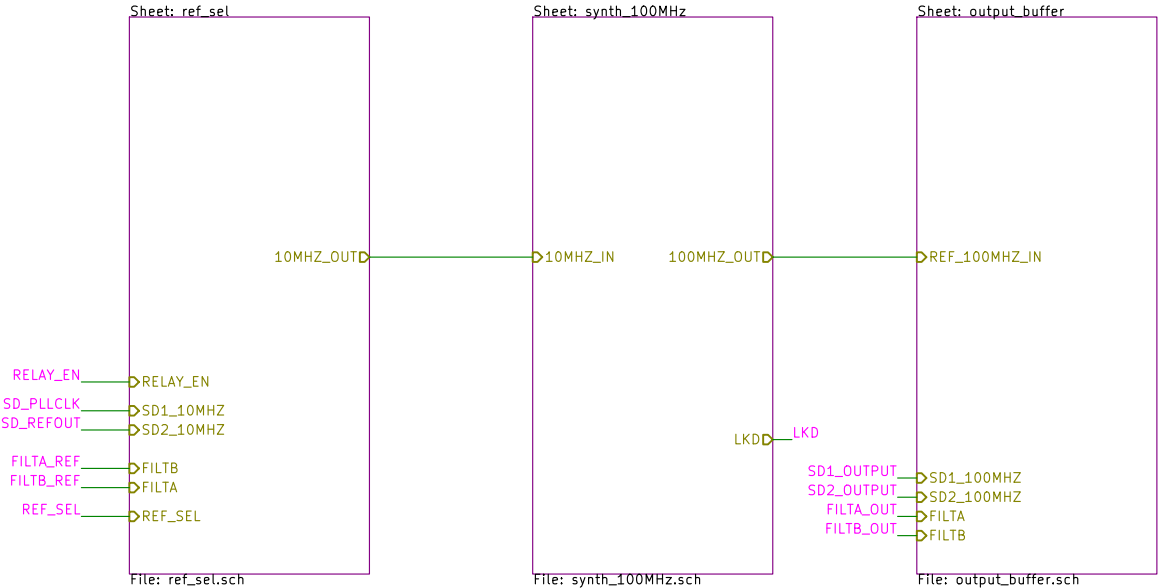 Sheet: ref_sel
Sheet: synth_100MHz
Sheet: output_buffer
10MHZ_OUT
10MHZ_IN
100MHZ_OUT
REF_100MHZ_IN
RELAY_EN
RELAY_EN
SD_PLLCLK
SD1_10MHZ
SD_REFOUT
SD2_10MHZ
FILTA_REF
FILTB
FILTB_REF
FILTA
REF_SEL
REF_SEL
LKD
LKD
SD1_OUTPUT
SD1_100MHZ
SD2_OUTPUT
SD2_100MHZ
FILTA_OUT
FILTA
FILTB_OUT
FILTB
File: ref_sel.sch
File: synth_100MHz.sch
File: output_buffer.sch